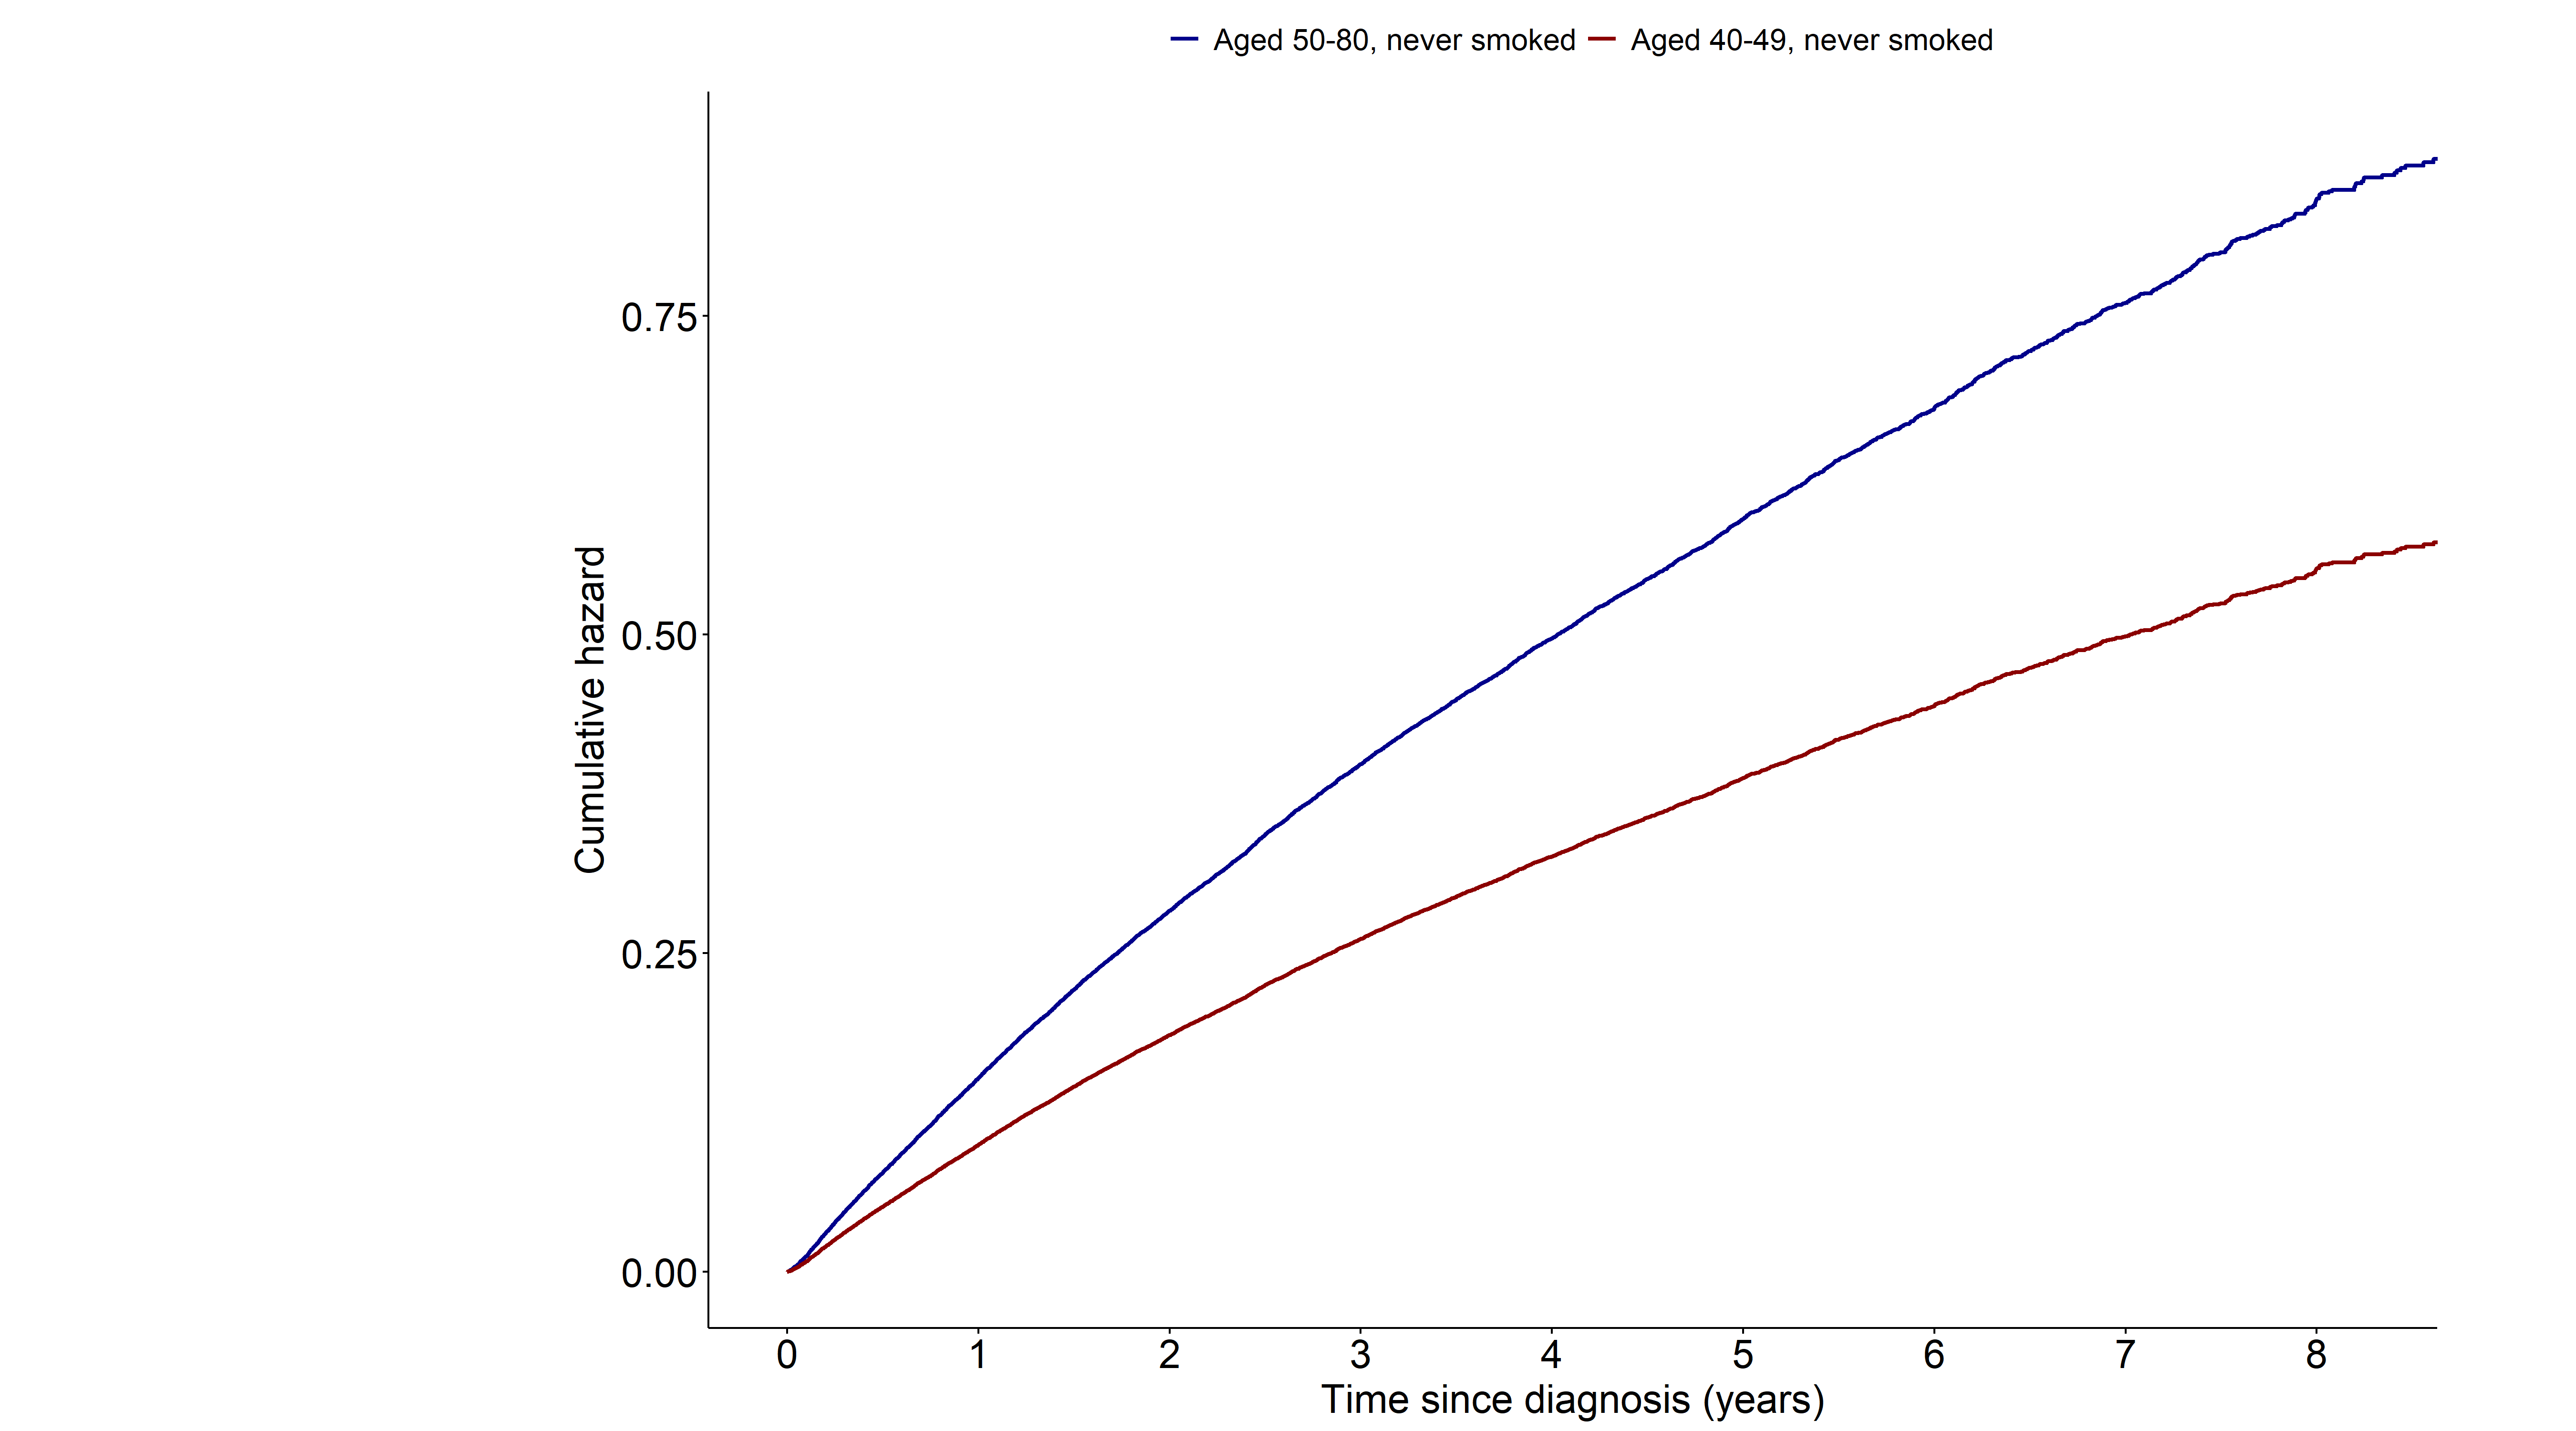 Aged 50-80, never smoked Aged 40-49, never smoked
Cumulative hazard
0.75
0.50
0.25
0.00
0 1 2 3 4 5 6 7 8
Time since diagnosis (years)